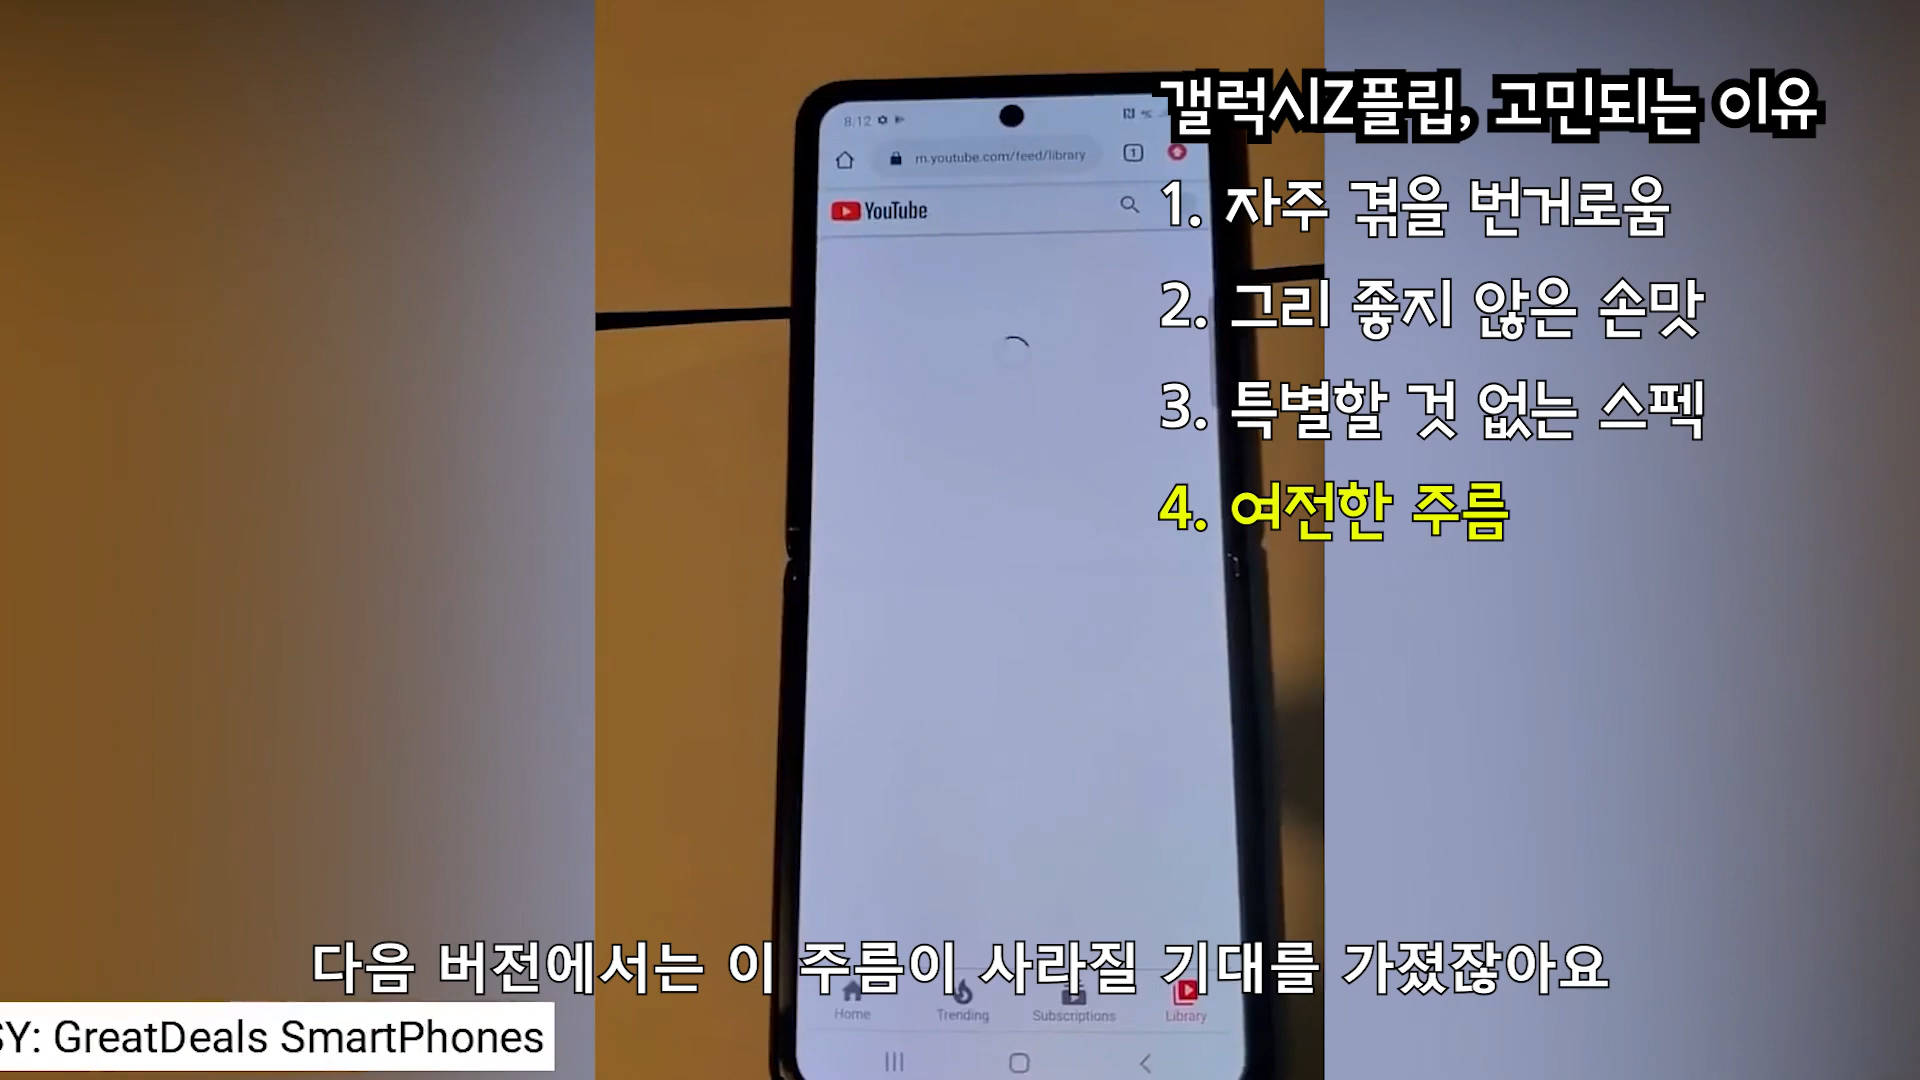 갤럭시Z플립, 고민되는 이유
1. 자주 겪을 번거로움
2. 그리 좋지 않은 손맛
3. 특별할 것 없는 스펙
4. 여전한 주름
8:12
m.youtube.com/feed/library
1
YouTube
다음 버전에서는 이 주름이 사라질 기대를 가졌잖아요
Home
Trending
Subscriptions
Library
SY: GreatDeals SmartPhones